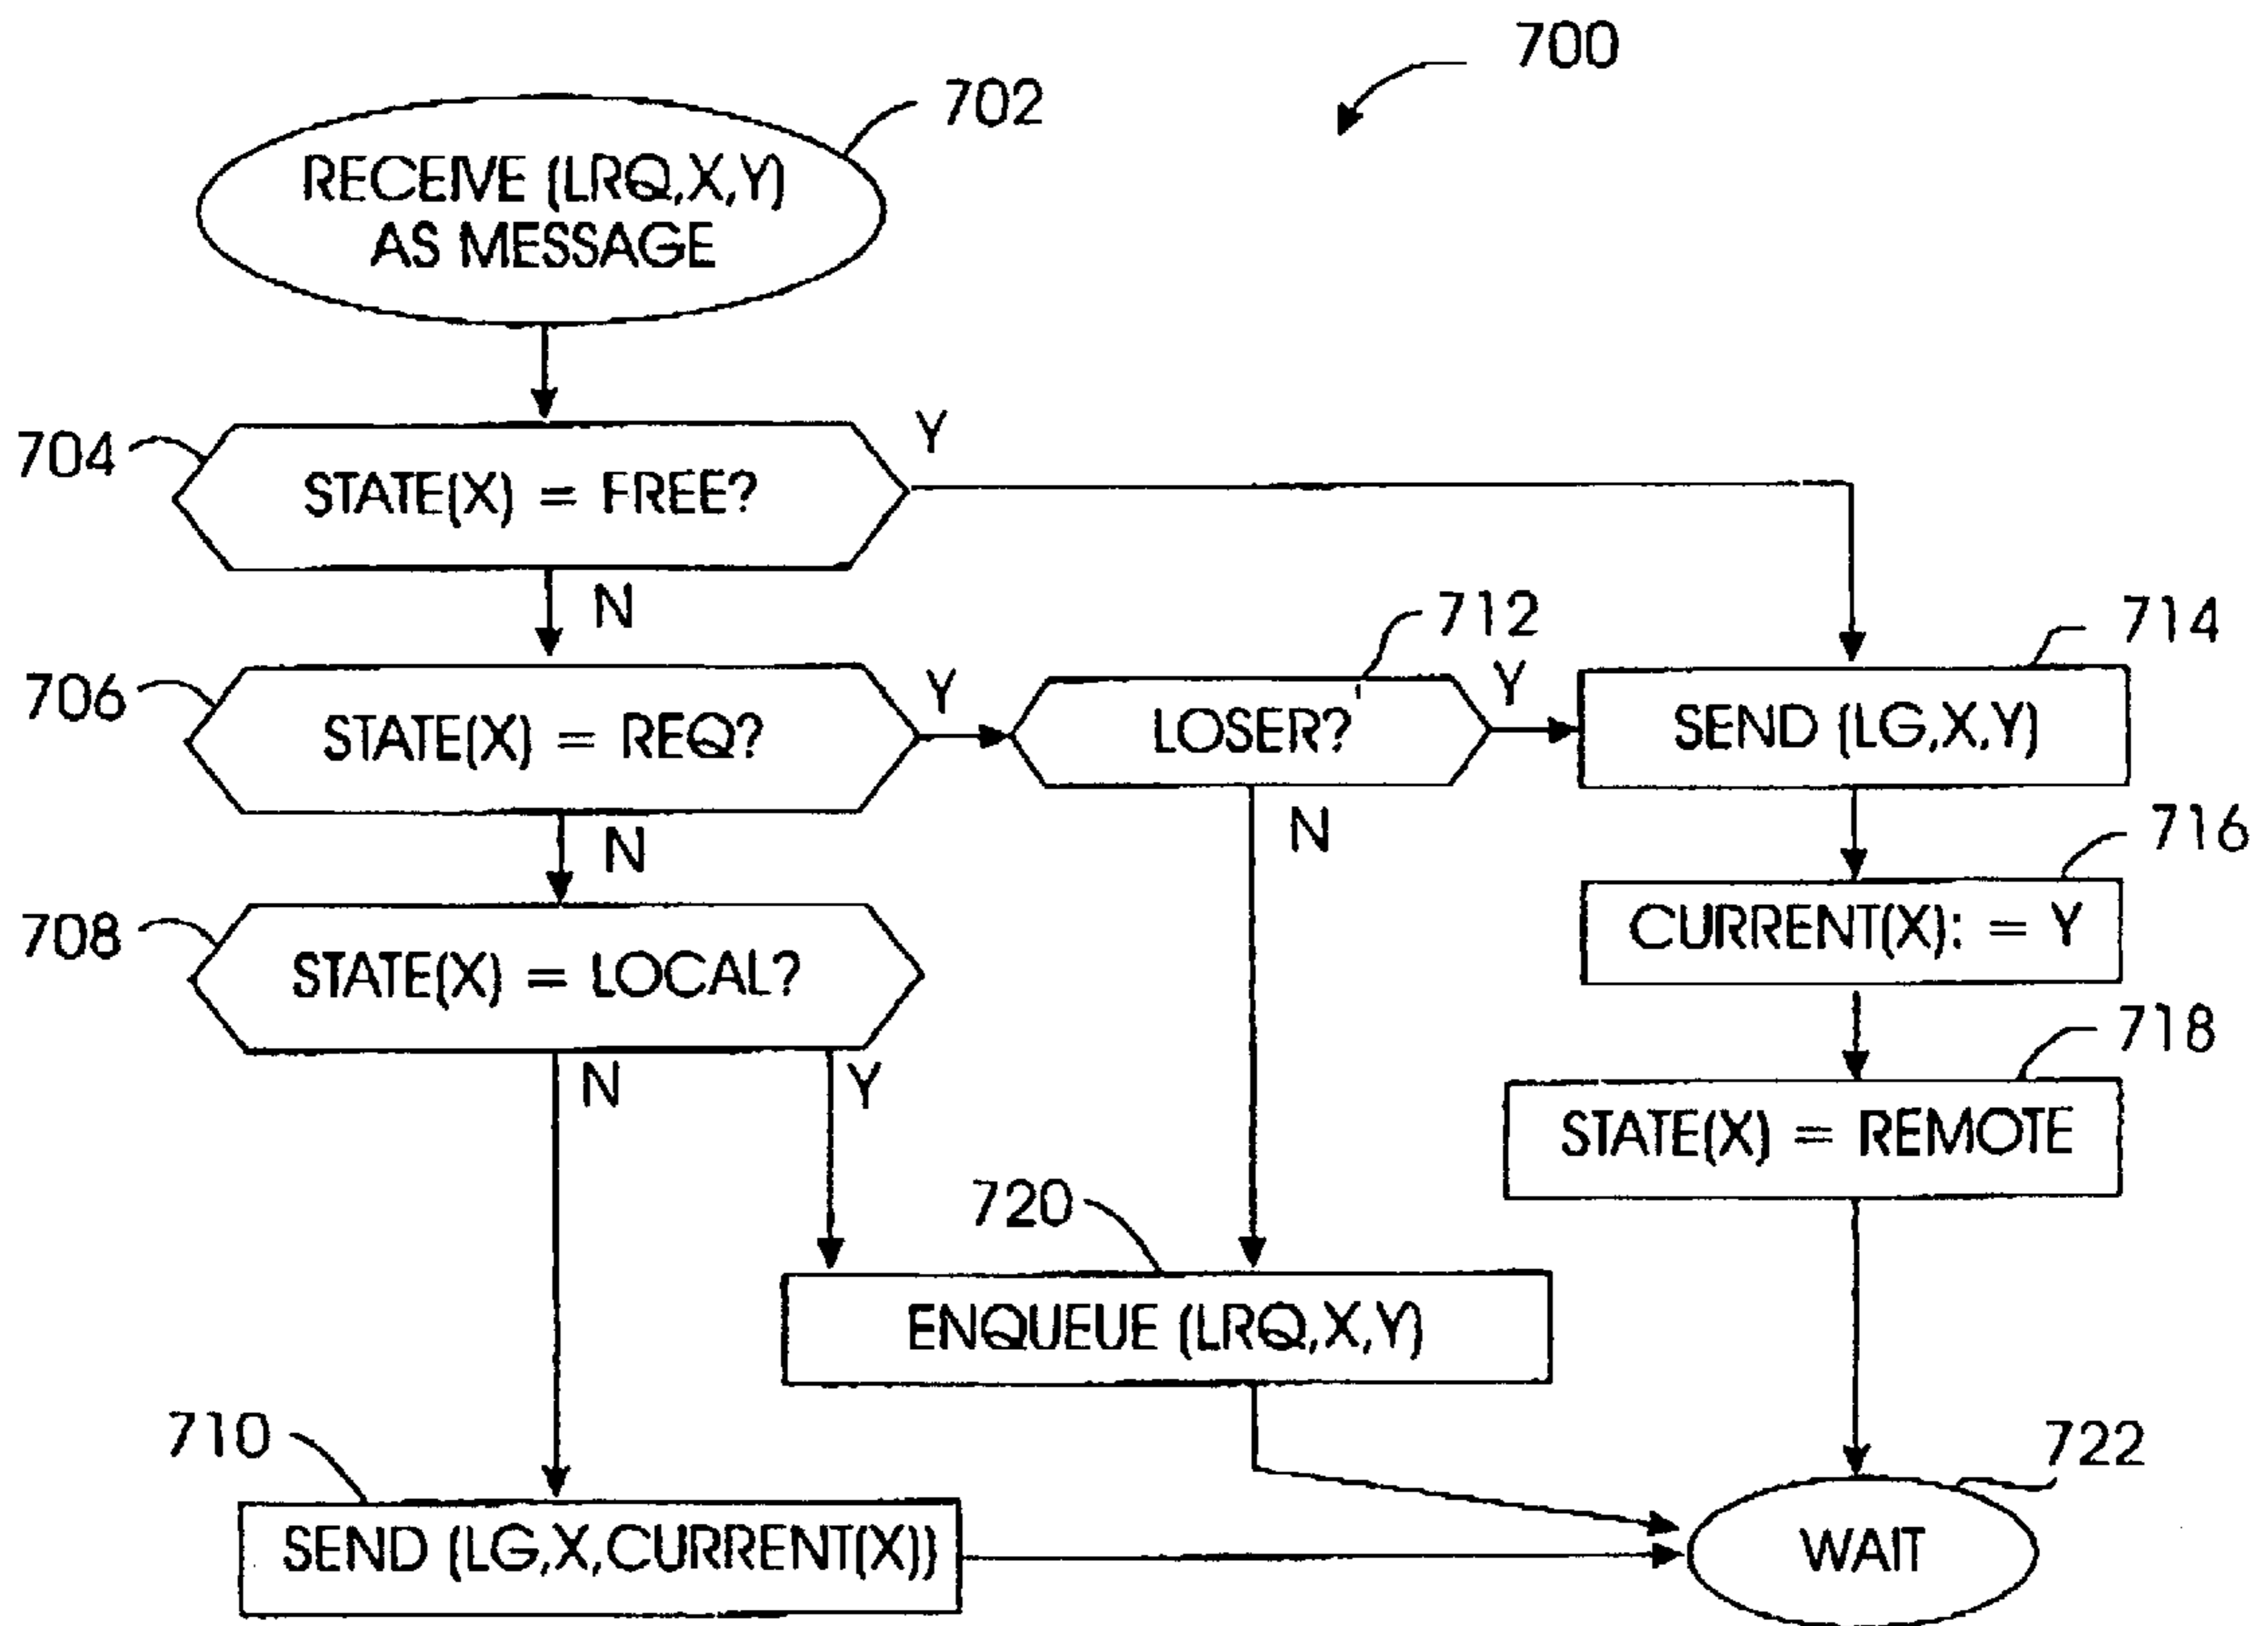 700
702
RECEIVE (LRQ,X,Y)
AS MESSAGE
704
STATE(X) = FREE?
Y
N
706
STATE(X) = REQ?
Y
712
LOSER?
Y
714
SEND (LG,X,Y)
N
N
716
CURRENT(X): = Y
708
STATE(X) = LOCAL?
N
Y
718
STATE(X) = REMOTE
720
ENQUEUE (LRQ,X,Y)
710
SEND (LG,X,CURRENT(X))
722
WAIT